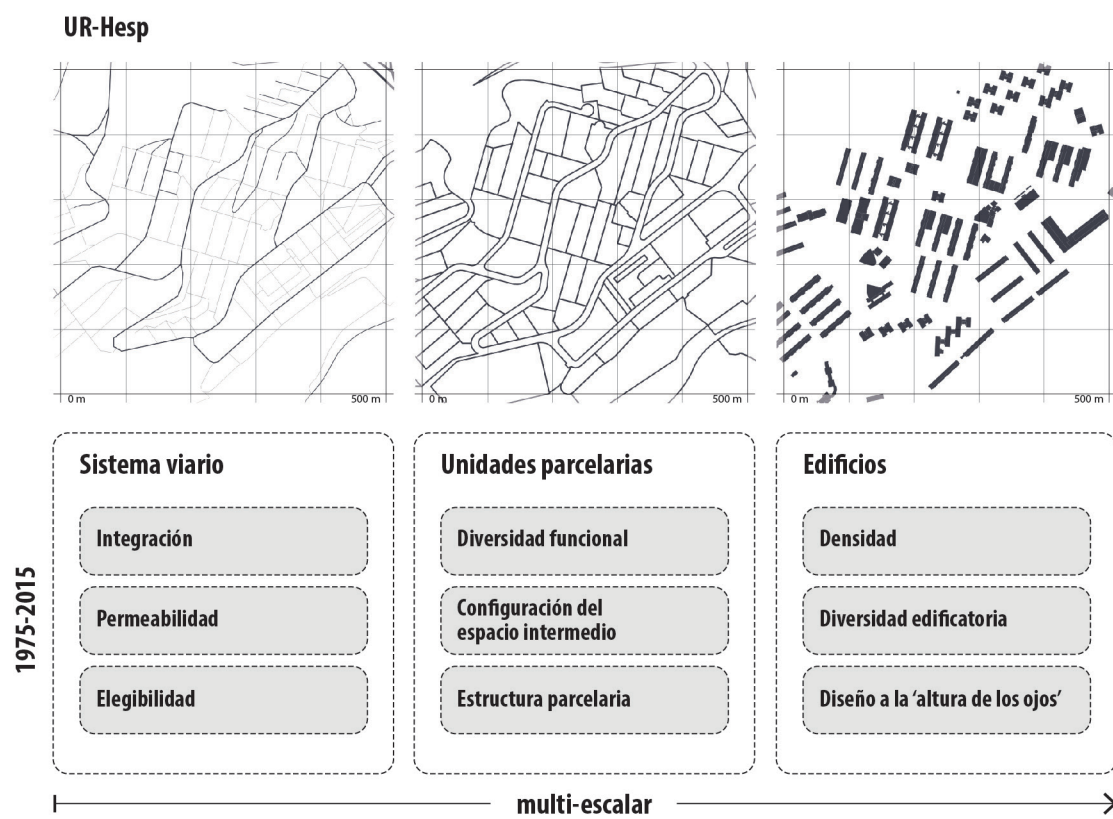 UR-Hesp
0 m
500 m
0 m
500 m
0 m
500 m
Sistema viario
Integración
Permeabilidad
Elegibilidad
Unidades parcelarias
Diversidad funcional
Configuración del
espacio intermedio
Estructura parcelaria
Edificios
Densidad
Diversidad edificatoria
Diseño a la ‘altura de los ojos’
1975-2015
multi-escalar